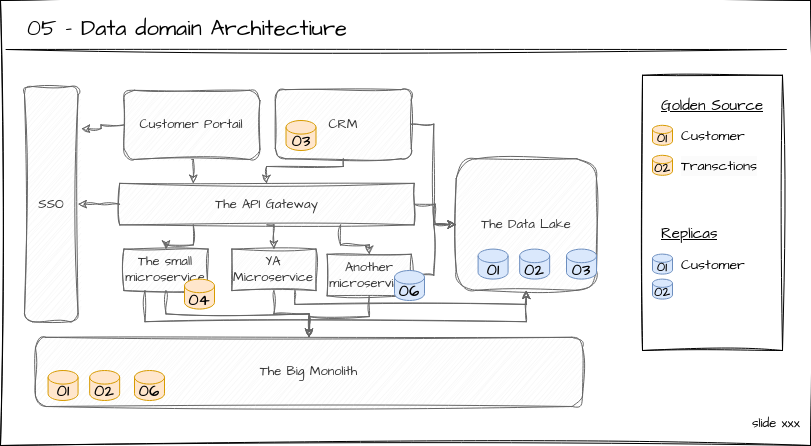 05 - Data domain Architectiure
Customer Portail
CRM
03
SSO
The API Gateway
The Data Lake
01
02
03
The small
microservice
04
YA
Microservice
Another
microservi
06
The Big Monolith
01
02
06
Golden Source
01 Customer
02 Transctions
Replicas
01 Customer
02
slide xxx